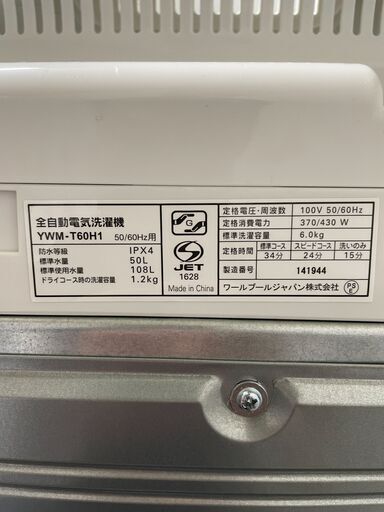 全自動電気洗濯機
YWM-T60H1 50/60Hz用
防水等級 IPX4
標準水量 50L
標準使用水量 108L
ドライコース時の洗濯容量 1.2kg
G
S
JET
1628
Made in China
定格電圧・周波数 100V 50/60Hz
定格消費電力 370/430 W
標準洗濯容量 6.0kg
定格時間 標準コース スピードコース 洗いのみ
34分 24分 15分
製造番号 141944
ワールプールジャパン株式会社 PSE